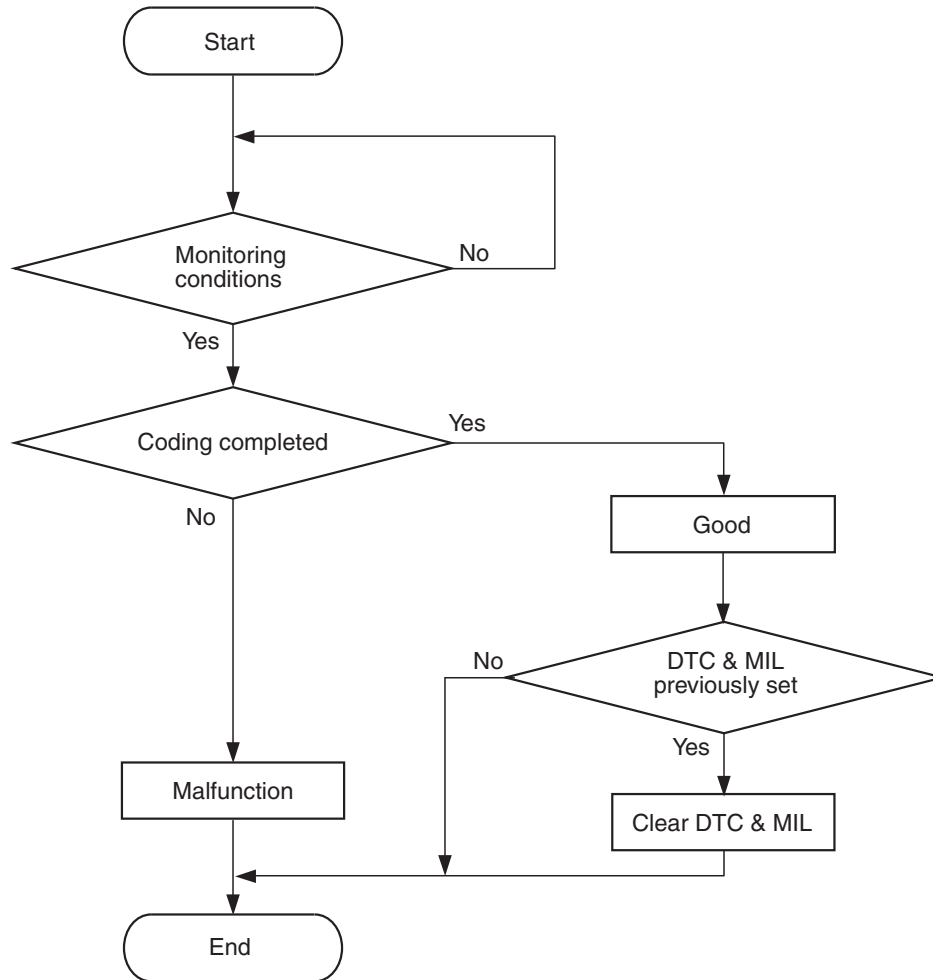 Start
Monitoring
conditions
No
Yes
Coding completed
Yes
No
Good
DTC & MIL
previously set
No
Yes
Malfunction
Clear DTC & MIL
End